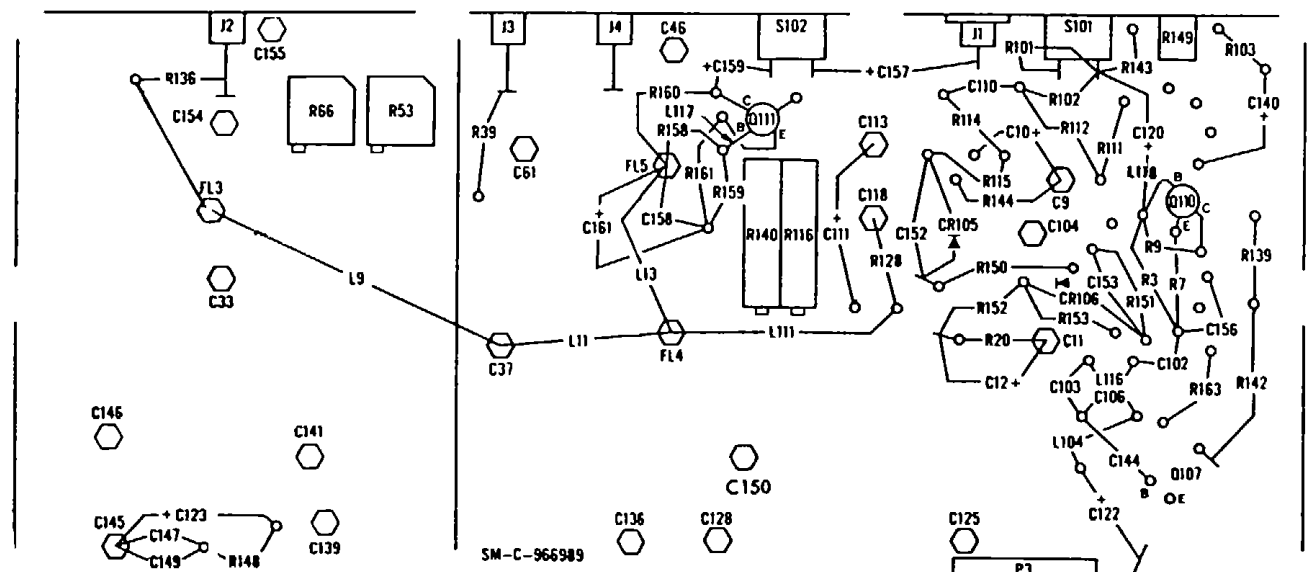 J2
C155
J3
J4
C46
S102
J1
S101
R149
R101
R143
R103
R136
+C159
+C157
C154
R66
R53
R160
C
C110
R102
C140
+
L117
Q111
R39
R158
B
E
C113
R114
C10+
R112
C120
+
R111
C61
FL5
R161
R159
R115
L118
B
FL3
R144
C9
Q110
C
+
C161
C158
R140
R116
+
C111
C118
C152
CR105
C104
E
R9
R139
L13
R128
R150
C153
R3
R7
C33
L9
CR106
R151
R152
R153
C156
C37
L11
FL4
L111
R20
C11
C12+
L116
C102
C103
C106
R163
R142
C146
C141
L104
C144
Q107
C150
B
E
C145
+C123
C147
C149
R148
C139
C136
C128
C125
+
C122
SM-C-966989
P3